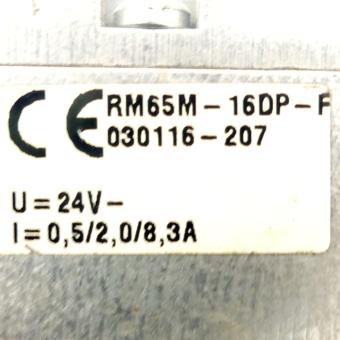 CE RM65M-16DP-F
030116-207
U=24V-
I=0,5/2,0/8,3A